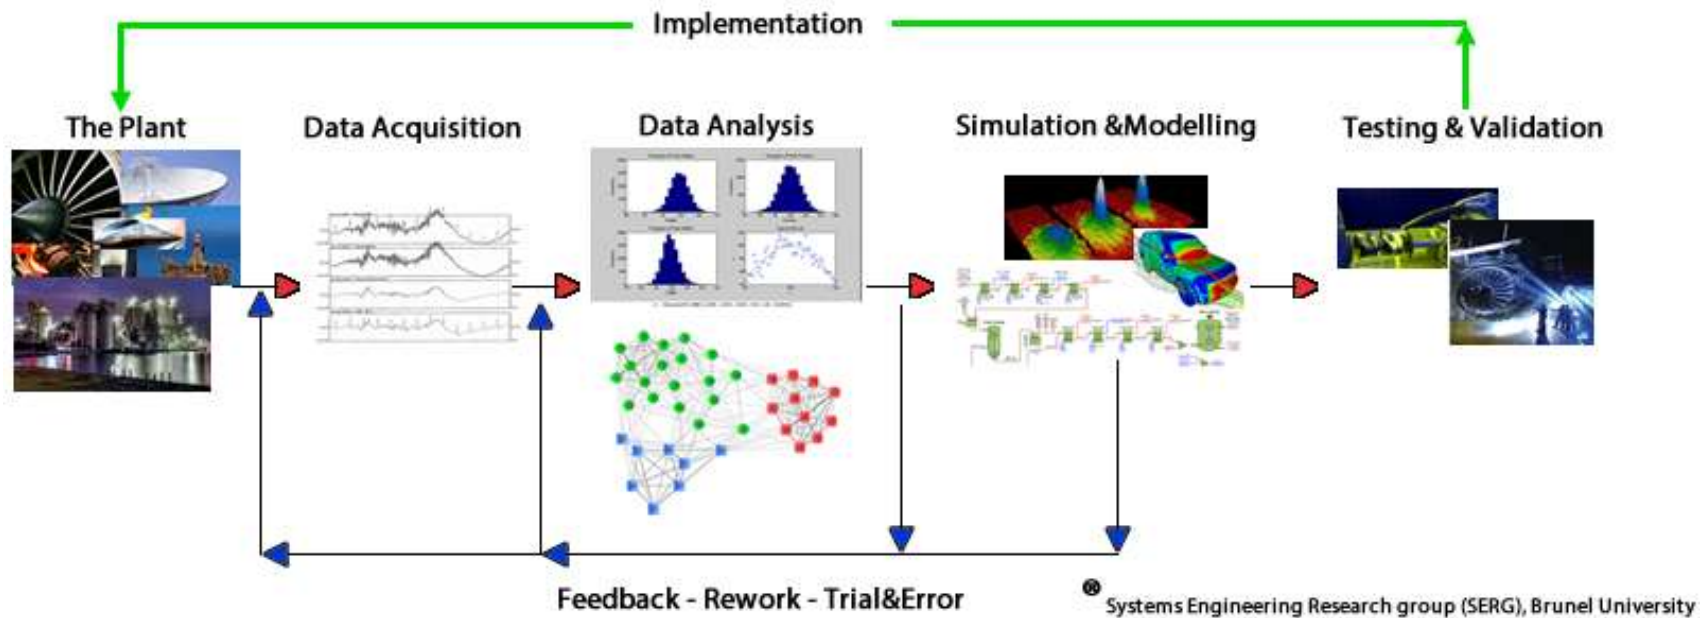 Implementation
The Plant
Data Acquisition
Data Analysis
Simulation &Modelling
Testing & Validation
Feedback - Rework - Trial&Error
® Systems Engineering Research group (SERG), Brunel University